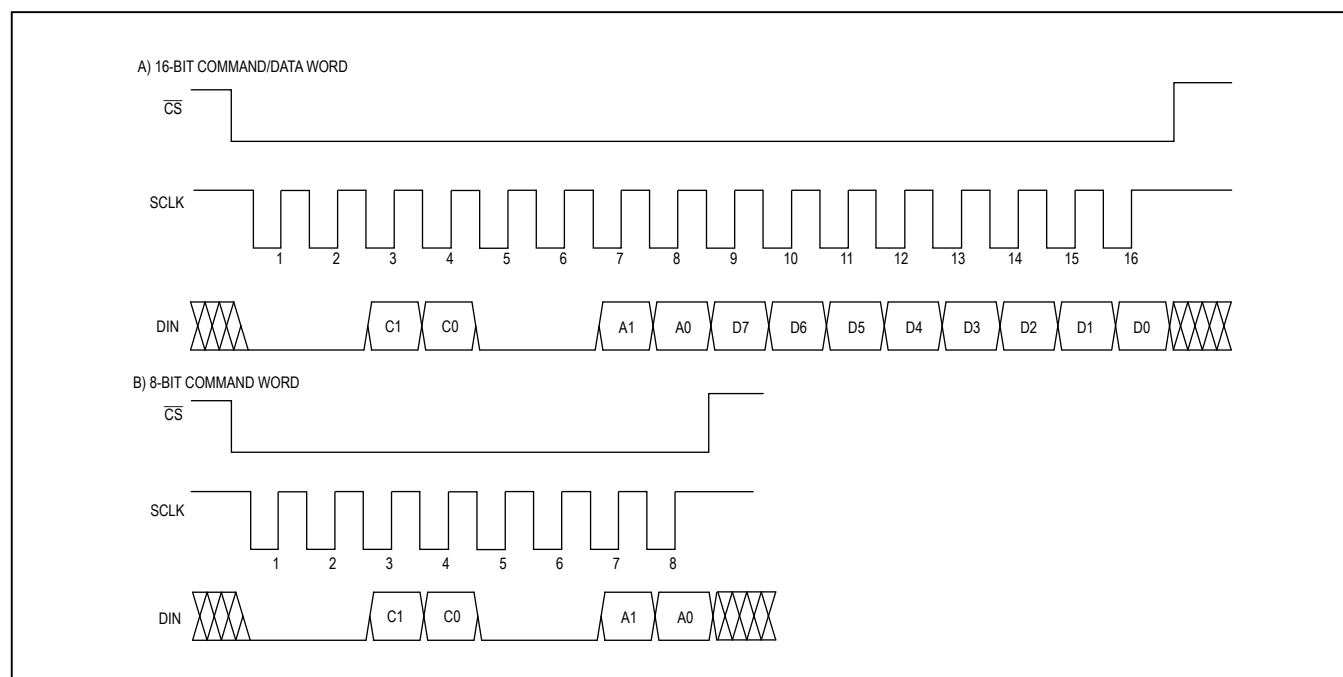 A) 16-BIT COMMAND/DATA WORD
CS
SCLK
1 2 3 4 5 6 7 8 9 10 11 12 13 14 15 16
DIN C1 C0 A1 A0 D7 D6 D5 D4 D3 D2 D1 D0
B) 8-BIT COMMAND WORD
CS
SCLK
1 2 3 4 5 6 7 8
DIN C1 C0 A1 A0